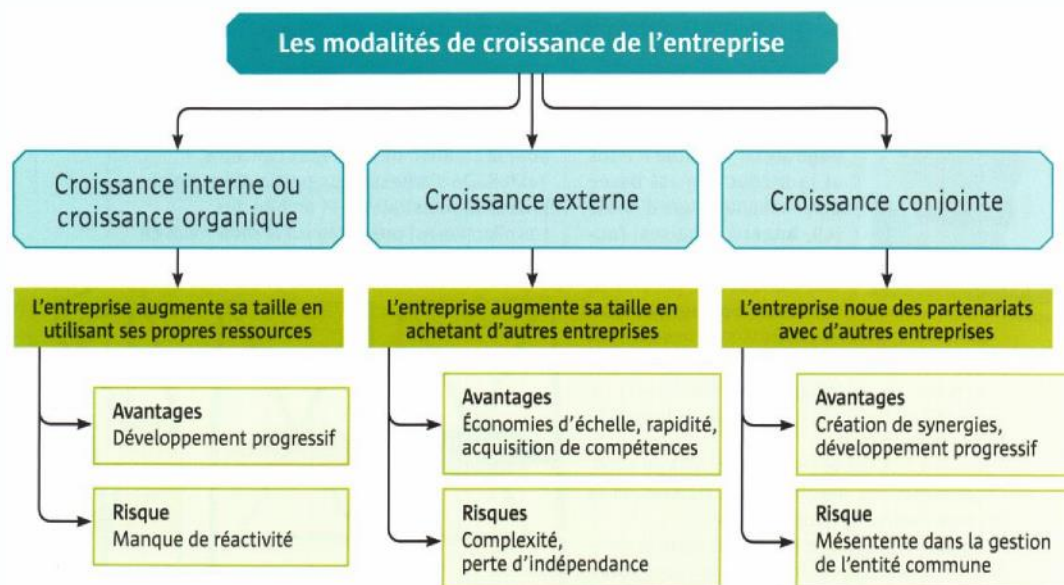 Les modalités de croissance de l'entreprise
Croissance interne ou
croissance organique
L'entreprise augmente sa taille en
utilisant ses propres ressources
Avantages
Développement progressif
Risque
Manque de réactivité
Croissance externe
L'entreprise augmente sa taille en
achetant d'autres entreprises
Avantages
Économies d'échelle, rapidité,
acquisition de compétences
Risques
Complexité,
perte d'indépendance
Croissance conjointe
L'entreprise noue des partenariats
avec d'autres entreprises
Avantages
Création de synergies,
développement progressif
Risque
Mésentente dans la gestion
de l'entité commune